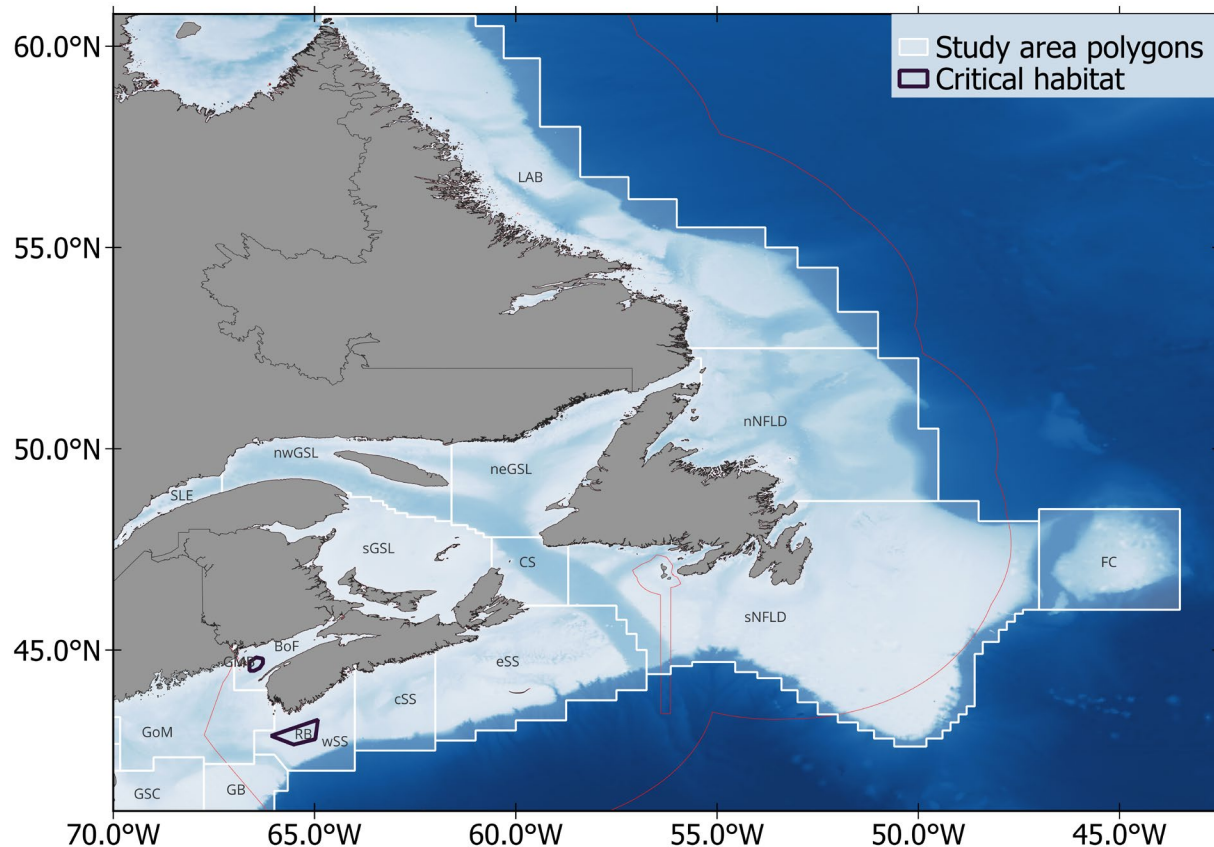 60.0°N
Study area polygons
Critical habitat
LAB
55.0°N
nNFLD
50.0°N
nwGSL
neGSL
SLE
sGSL
CS
FC
sNFLD
45.0°N
BoF
GMB
eSS
cSS
GoM
RB
wSS
GSC
GB
70.0°W
65.0°W
60.0°W
55.0°W
50.0°W
45.0°W